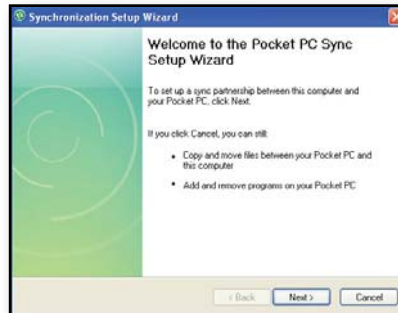 Synchronization Setup Wizard
Welcome to the Pocket PC Sync
Setup Wizard
To set up a sync partnership between this computer and
your Pocket PC, click Next.
If you click Cancel, you can still:
• Copy and move files between your Pocket PC and
this computer
• Add and remove programs on your Pocket PC
< Back Next > Cancel